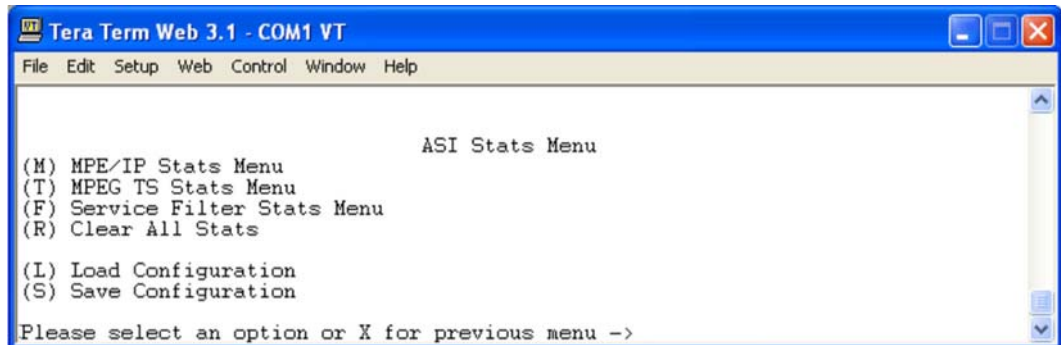 Tera Term Web 3.1 - COM1 VT
File Edit Setup Web Control Window Help
ASI Stats Menu
(M) MPE/IP Stats Menu
(T) MPEG TS Stats Menu
(F) Service Filter Stats Menu
(R) Clear All Stats
(L) Load Configuration
(S) Save Configuration
Please select an option or X for previous menu ->